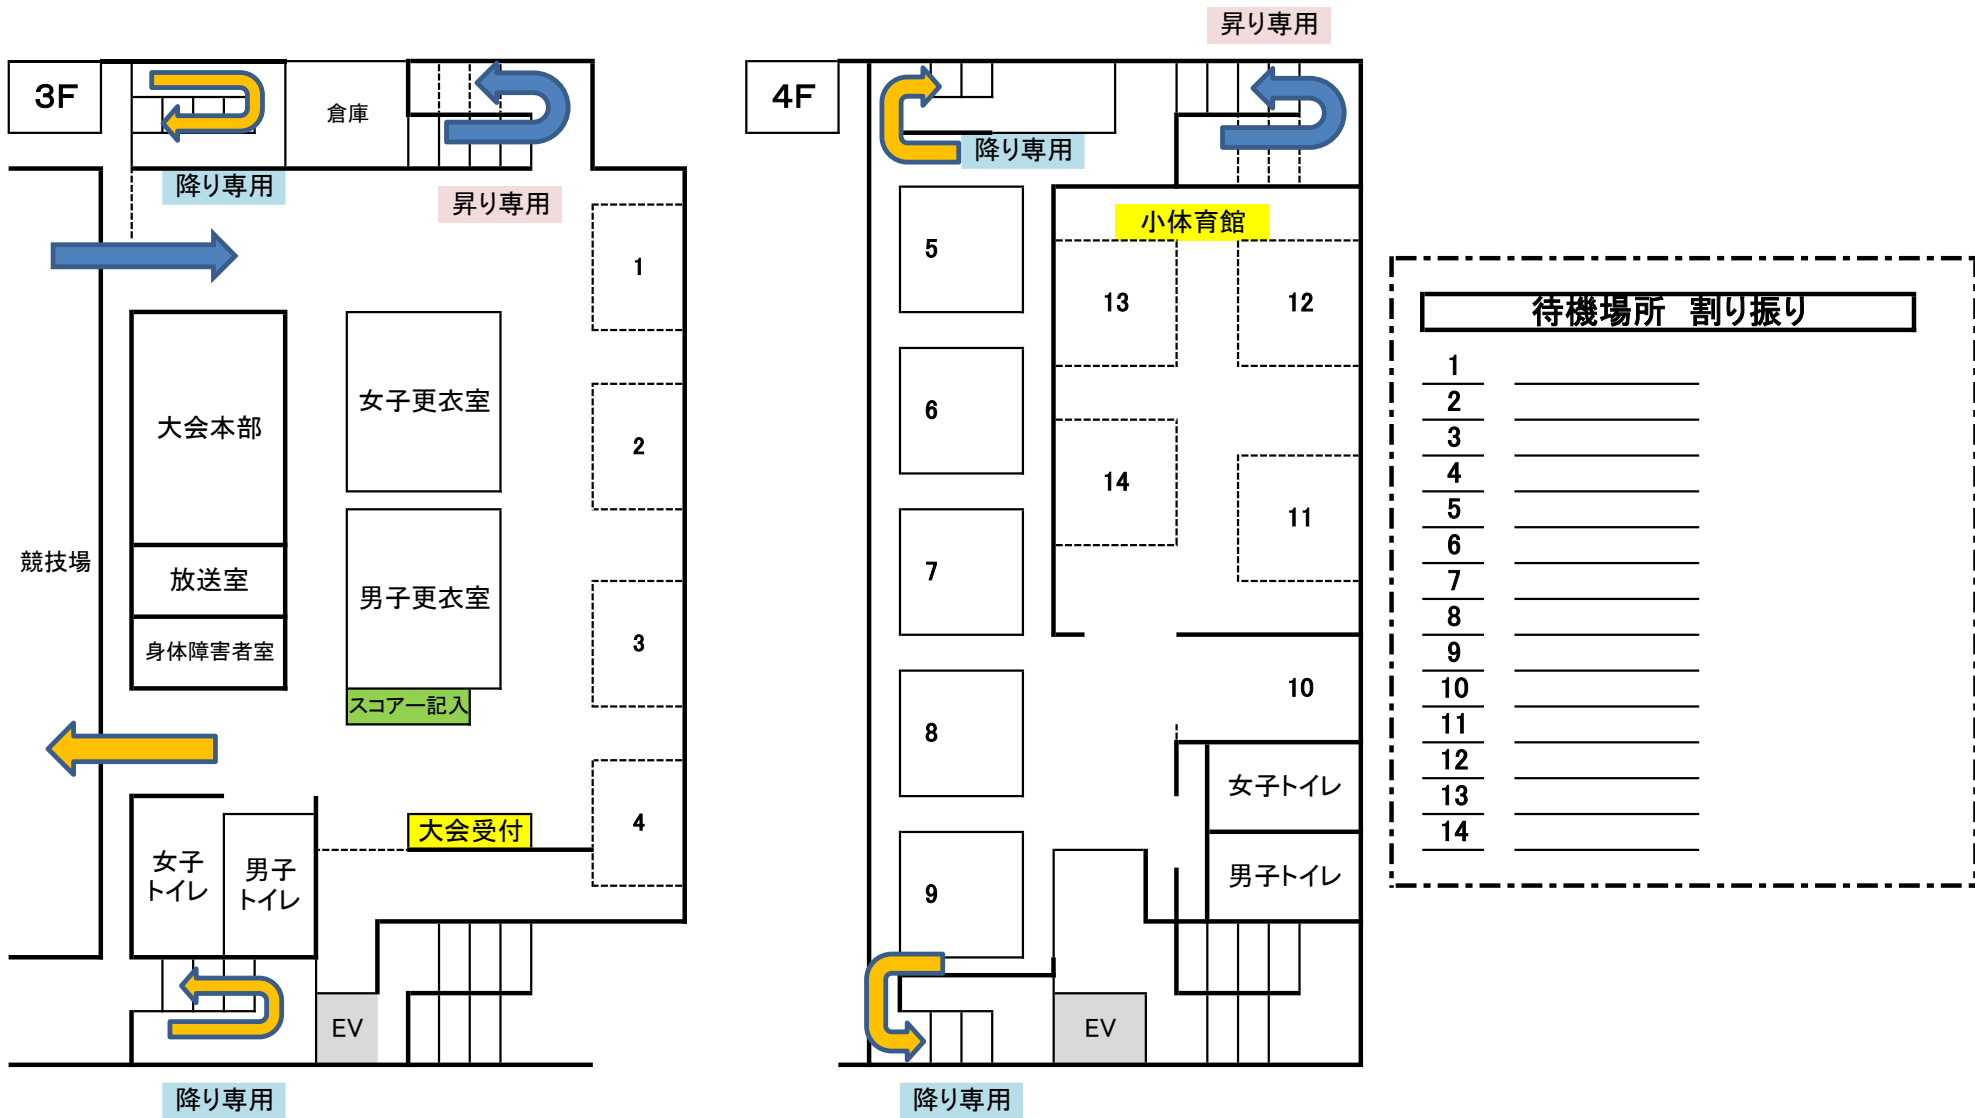 3F
降り専用
倉庫
昇り専用
競技場
大会本部
放送室
身体障害者室
女子更衣室
男子更衣室
スコアー記入
1
2
3
4
大会受付
女子
トイレ
男子
トイレ
EV
降り専用
4F
昇り専用
降り専用
小体育館
5
6
7
8
9
13
12
14
11
10
女子トイレ
男子トイレ
EV
降り専用
待機場所 割り振り
1
2
3
4
5
6
7
8
9
10
11
12
13
14